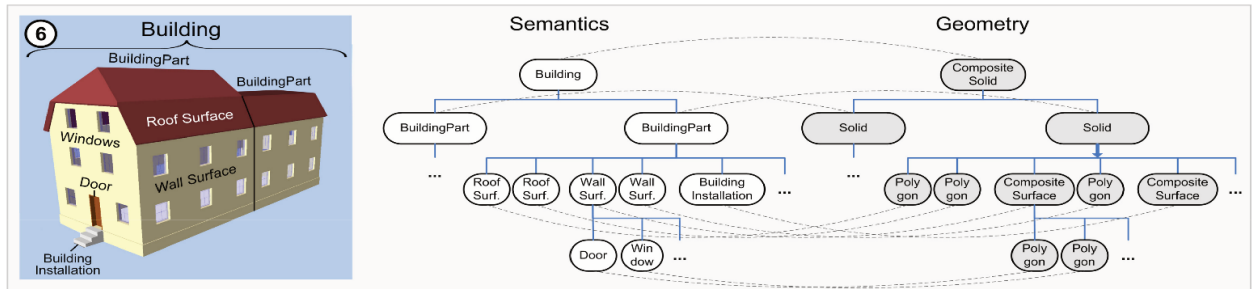 6
Building
BuildingPart
BuildingPart
Roof Surface
Windows
Wall Surface
Door
Building
Installation
Semantics
Geometry
Building
Composite
Solid
BuildingPart
BuildingPart
Solid
Solid
...
...
Roof
Surf.
Roof
Surf.
Wall
Surf.
Wall
Surf.
Building
Installation
...
Poly
gon
Poly
gon
Composite
Surface
Poly
gon
Composite
Surface
...
Door
Win
dow
...
Poly
gon
Poly
gon
...